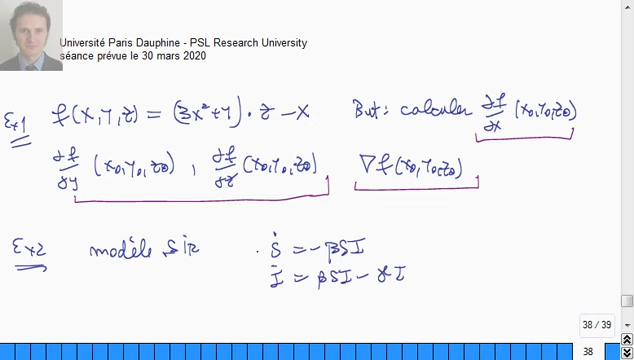 Université Paris Dauphine - PSL Research University
séance prévue le 30 mars 2020
Ex1 f(x,y,z) = (3x²+y)·z − x But: calculer ∂f/∂x (x0,y0,z0)
∂f/∂y (x0,y0,z0), ∂f/∂z (x0,y0,z0) ∇f(x0,y0,z0)
Ex2 modèle SIR Ṡ = −βSI
İ = βSI − γI
38 / 39
38